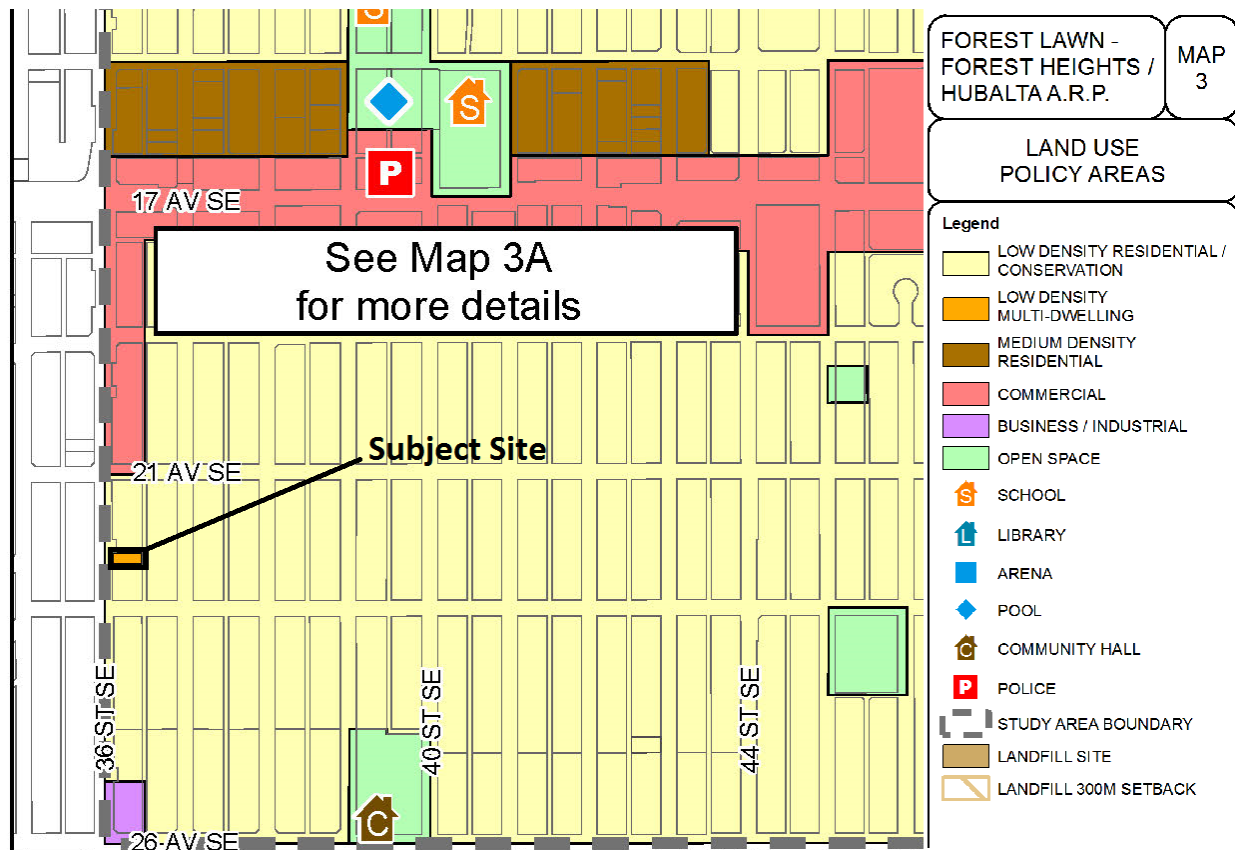 S
S
P
17 AV SE
See Map 3A
for more details
Subject Site
21 AV SE
36 ST SE
40 ST SE
44 ST SE
C
26 AV SE
FOREST LAWN -
FOREST HEIGHTS /
HUBALTA A.R.P.
MAP
3
LAND USE
POLICY AREAS
Legend
LOW DENSITY RESIDENTIAL /
CONSERVATION
LOW DENSITY
MULTI-DWELLING
MEDIUM DENSITY
RESIDENTIAL
COMMERCIAL
BUSINESS / INDUSTRIAL
OPEN SPACE
S SCHOOL
L LIBRARY
ARENA
POOL
C COMMUNITY HALL
P POLICE
STUDY AREA BOUNDARY
LANDFILL SITE
LANDFILL 300M SETBACK